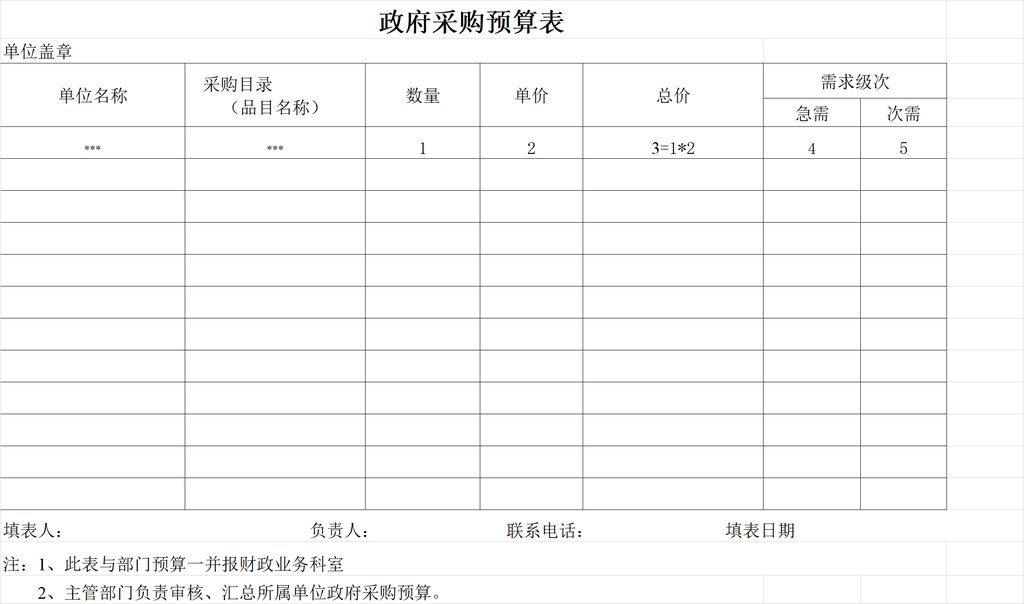 政府采购预算表
单位盖章
单位名称 采购目录（品目名称） 数量 单价 总价 需求级次
急需 次需
*** *** 1 2 3=1*2 4 5
填表人： 负责人： 联系电话： 填表日期
注：1、此表与部门预算一并报财政业务科室
2、主管部门负责审核、汇总所属单位政府采购预算。